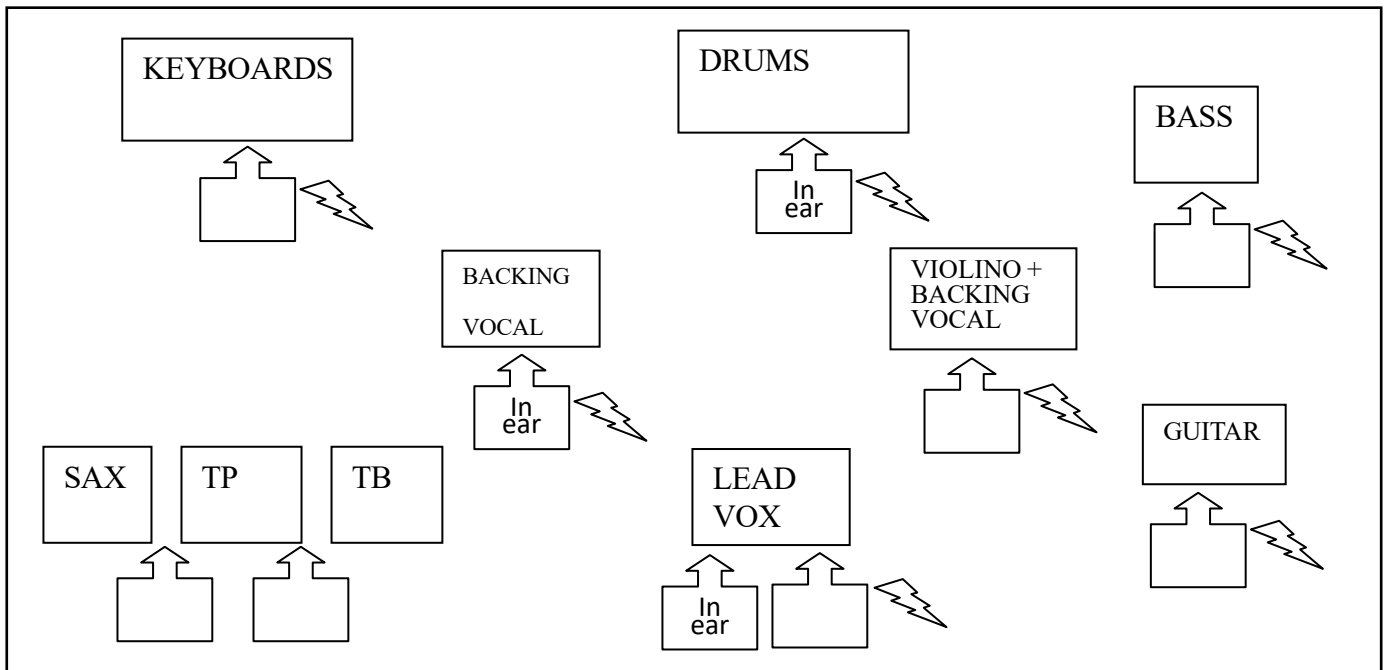 KEYBOARDS
DRUMS
BASS
In
ear
BACKING
VOCAL
VIOLINO +
BACKING
VOCAL
In
ear
GUITAR
SAX
TP
TB
LEAD
VOX
In
ear